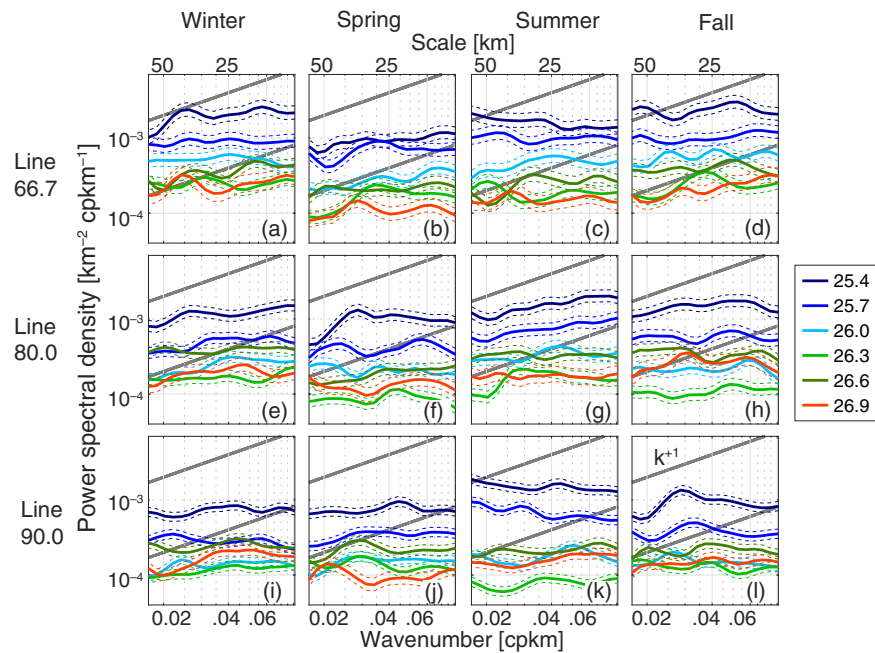 Winter Spring Summer Fall
Scale [km]
50 25 50 25 50 25 50 25
Line
66.7
10⁻³
10⁻⁴
(a) (b) (c) (d)
Line
80.0
10⁻³
10⁻⁴
(e) (f) (g) (h)
Line
90.0
10⁻³
10⁻⁴
k⁺¹
(i) (j) (k) (l)
0.02 .04 .06 0.02 .04 .06 0.02 .04 .06 0.02 .04 .06
Wavenumber [cpkm]
Power spectral density [km⁻² cpkm⁻¹]
25.4
25.7
26.0
26.3
26.6
26.9